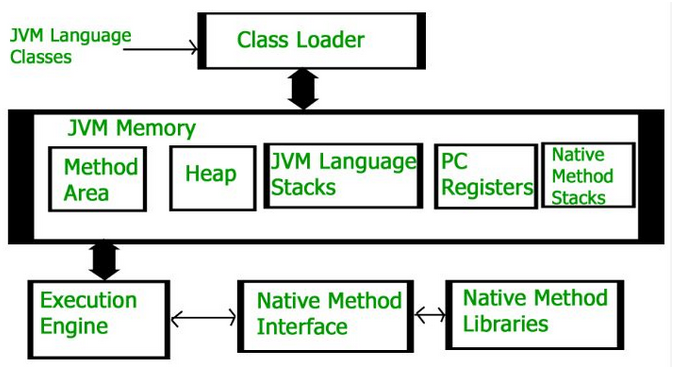 JVM Language
Classes
Class Loader
JVM Memory
Method
Area
Heap
JVM Language
Stacks
PC
Registers
Native
Method
Stacks
Execution
Engine
Native Method
Interface
Native Method
Libraries